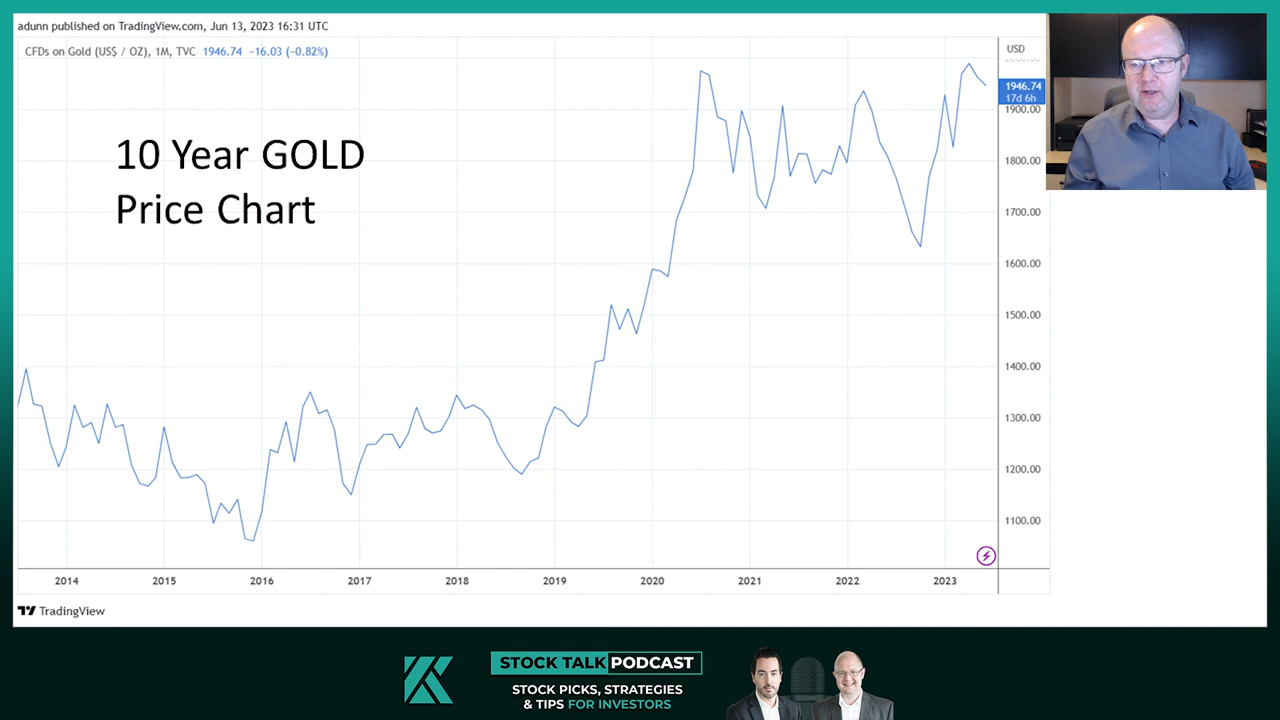 adunn published on TradingView.com, Jun 13, 2023 16:31 UTC
CFDs on Gold (US$ / OZ), 1M, TVC 1946.74 −16.03 (−0.82%)
USD
1946.74
17d 6h
1900.00
10 Year GOLD
Price Chart
1800.00
1700.00
1600.00
1500.00
1400.00
1300.00
1200.00
1100.00
2014 2015 2016 2017 2018 2019 2020 2021 2022 2023
TradingView
STOCK TALK PODCAST
STOCK PICKS, STRATEGIES
& TIPS FOR INVESTORS